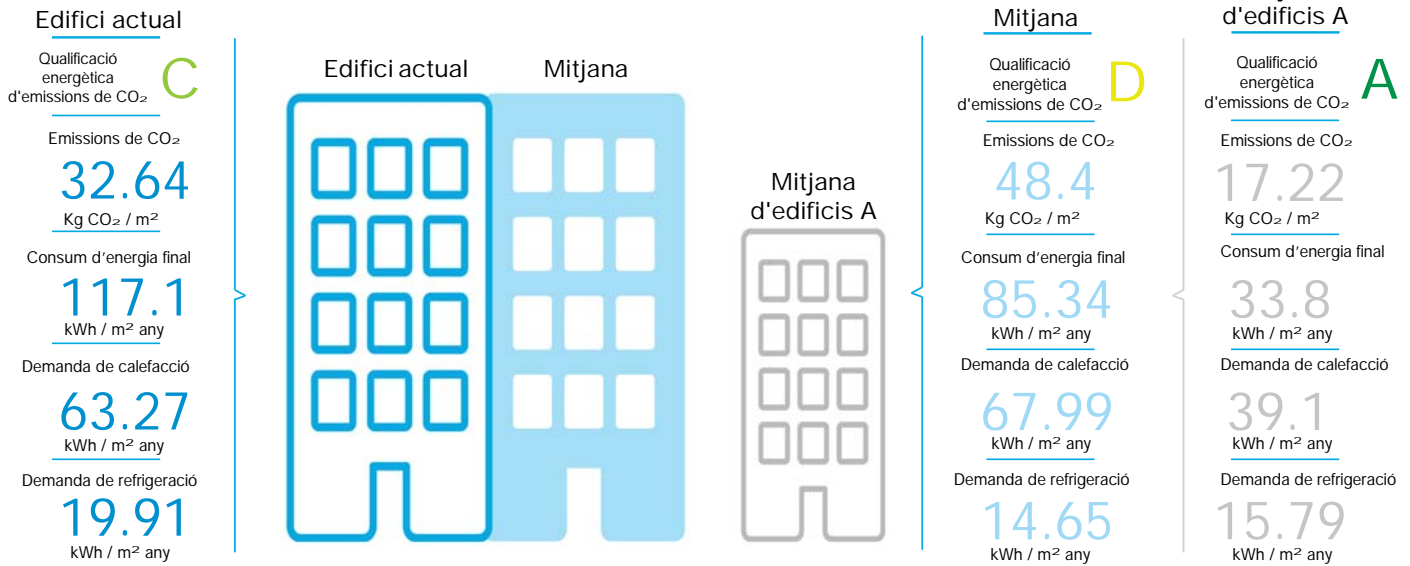 Edifici actual
Qualificació
energètica
d'emissions de CO₂
C
Emissions de CO₂
32.64
Kg CO₂ / m²
Consum d'energia final
117.1
kWh / m² any
Demanda de calefacció
63.27
kWh / m² any
Demanda de refrigeració
19.91
kWh / m² any
Edifici actual
Mitjana
Mitjana
d'edificis A
Mitjana
Qualificació
energètica
d'emissions de CO₂
D
Emissions de CO₂
48.4
Kg CO₂ / m²
Consum d'energia final
85.34
kWh / m² any
Demanda de calefacció
67.99
kWh / m² any
Demanda de refrigeració
14.65
kWh / m² any
d'edificis A
Qualificació
energètica
d'emissions de CO₂
A
Emissions de CO₂
17.22
Kg CO₂ / m²
Consum d'energia final
33.8
kWh / m² any
Demanda de calefacció
39.1
kWh / m² any
Demanda de refrigeració
15.79
kWh / m² any